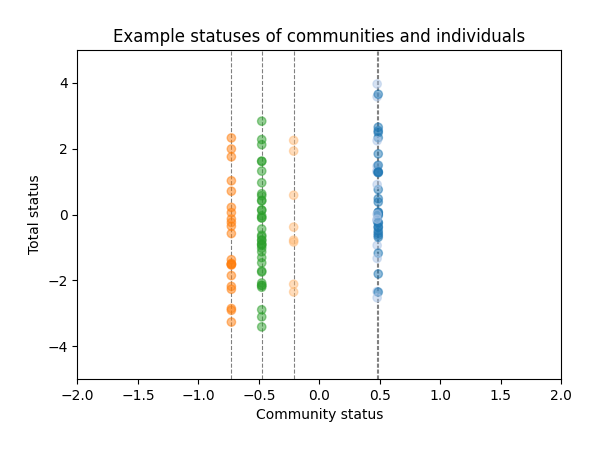 Example statuses of communities and individuals
Total status
4
2
0
−2
−4
−2.0 −1.5 −1.0 −0.5 0.0 0.5 1.0 1.5 2.0
Community status